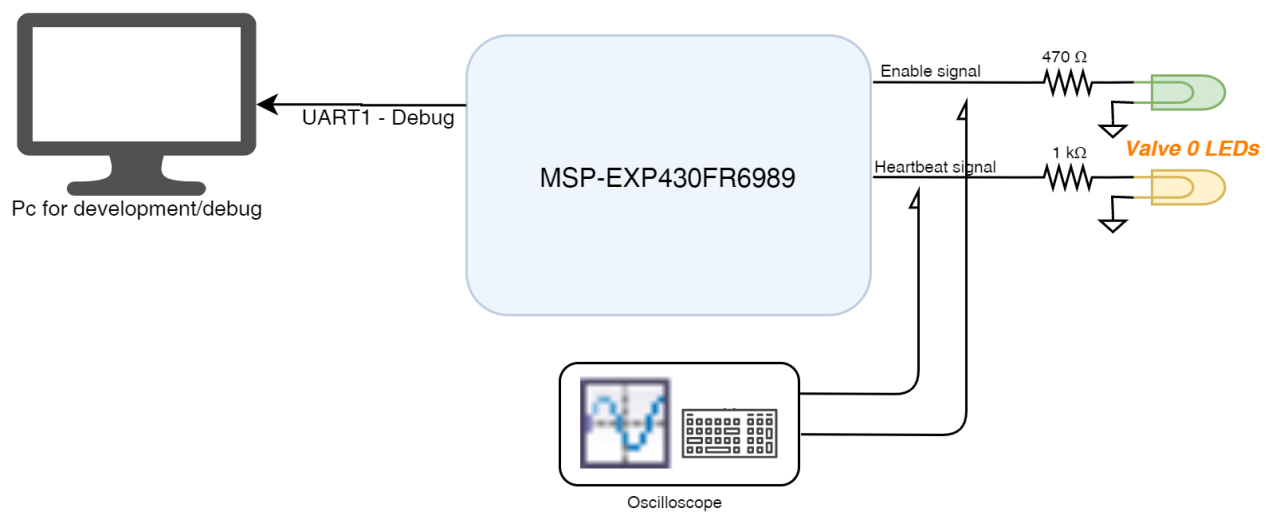 470 Ω
Enable signal
UART1 - Debug
Valve 0 LEDs
1 kΩ
Heartbeat signal
MSP-EXP430FR6989
Pc for development/debug
Oscilloscope